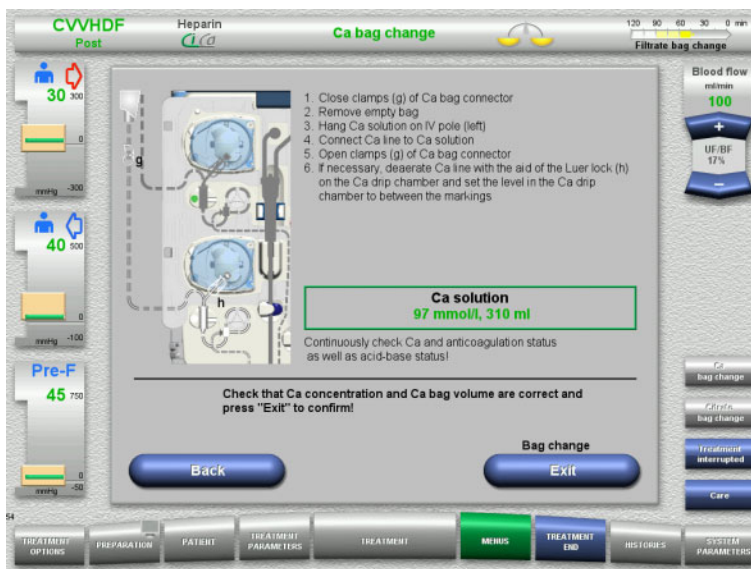 CVVHDF
Post
Heparin
CiCa
Ca bag change
120 90 60 30 0 min
Filtrate bag change
30 300
0
mmHg -300
40 500
0
mmHg -100
Pre-F
45 750
0
mmHg -50
g
h
1. Close clamps (g) of Ca bag connector
2. Remove empty bag
3. Hang Ca solution on IV pole (left)
4. Connect Ca line to Ca solution
5. Open clamps (g) of Ca bag connector
6. If necessary, deaerate Ca line with the aid of the Luer lock (h)
on the Ca drip chamber and set the level in the Ca drip
chamber to between the markings
Ca solution
97 mmol/l, 310 ml
Continuously check Ca and anticoagulation status
as well as acid-base status!
Check that Ca concentration and Ca bag volume are correct and
press "Exit" to confirm!
Back
Bag change
Exit
Blood flow
ml/min
100
+
UF/BF
17%
−
Ca
bag change
Citrate
bag change
Treatment
interrupted
Care
54
TREATMENT
OPTIONS
PREPARATION
PATIENT
TREATMENT
PARAMETERS
TREATMENT
MENUS
TREATMENT
END
HISTORIES
SYSTEM
PARAMETERS